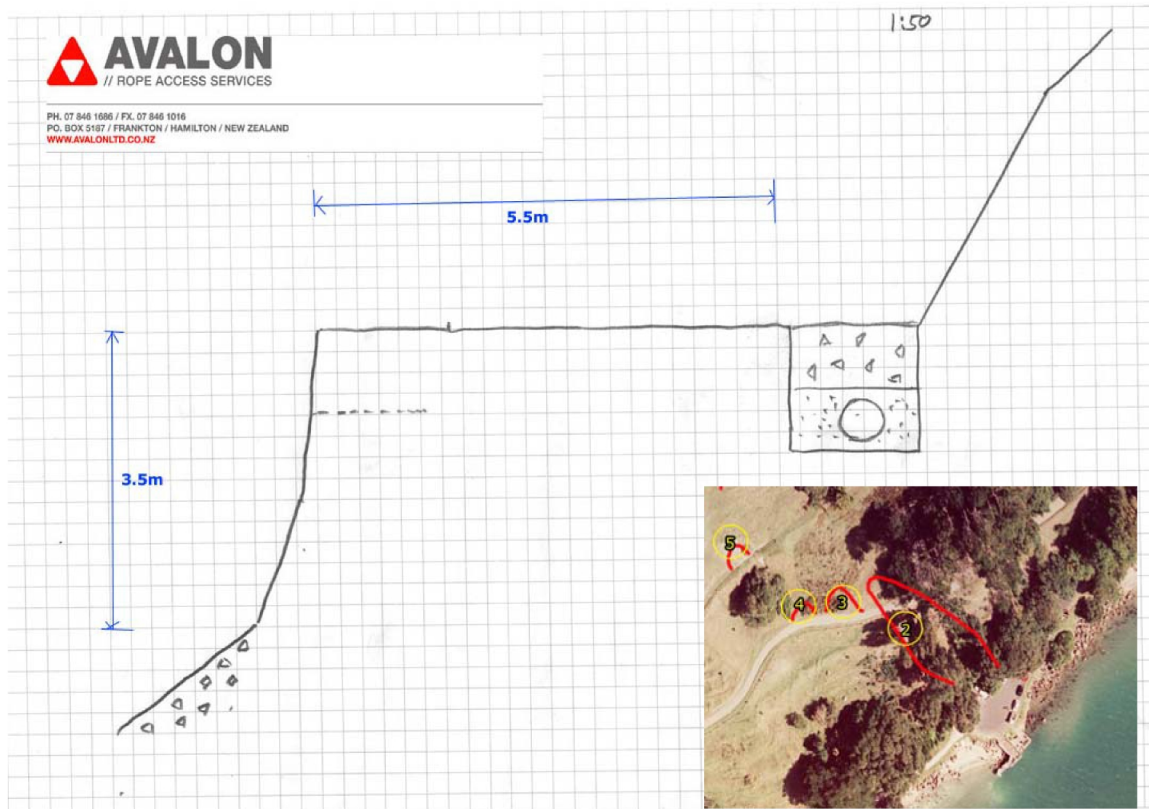 AVALON
// ROPE ACCESS SERVICES
PH. 07 846 1686 / FX. 07 846 1016
PO. BOX 5187 / FRANKTON / HAMILTON / NEW ZEALAND
WWW.AVALONLTD.CO.NZ
1:50
5.5m
3.5m
5
4
3
2